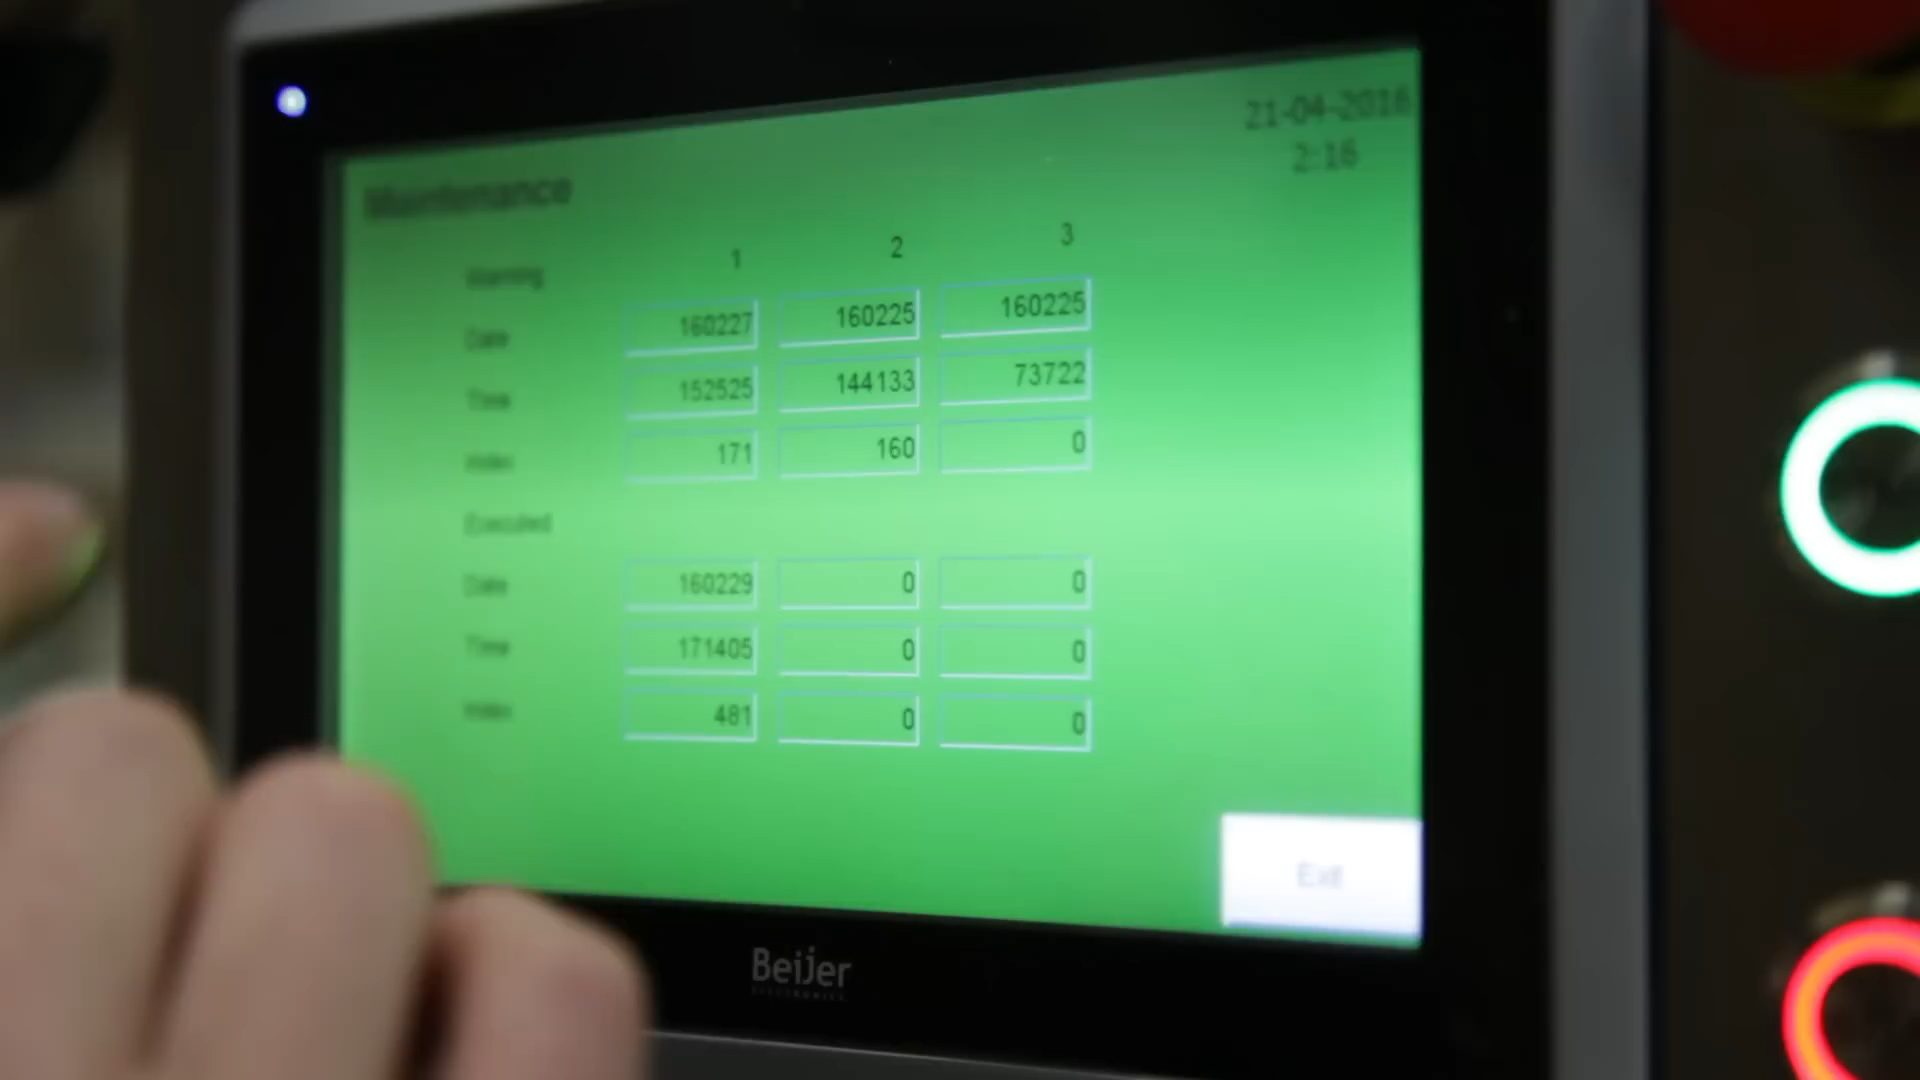 21-04-2016
2:16
Maintenance
1 2 3
Warning
Date 160227 160225 160225
Time 152525 144133 73722
Index 171 160 0
Executed
Date 160229 0 0
Time 171405 0 0
Index 481 0 0
Exit
Beijer
ELECTRONICS